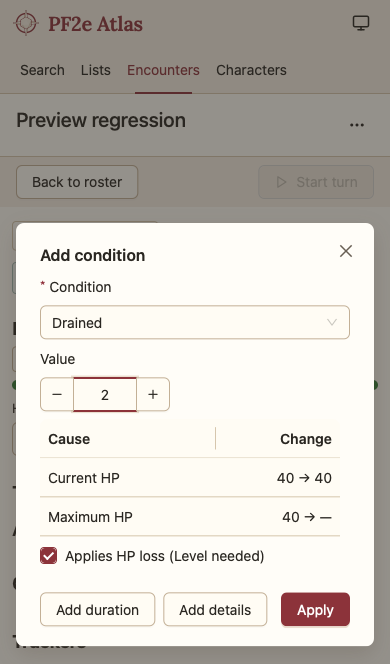 PF2e Atlas
Search Lists Encounters Characters
Preview regression
...
Back to roster Start turn
Add condition
* Condition
Drained
Value
− 2 +
Cause Change
Current HP 40 → 40
Maximum HP 40 → —
Applies HP loss (Level needed)
Add duration Add details Apply